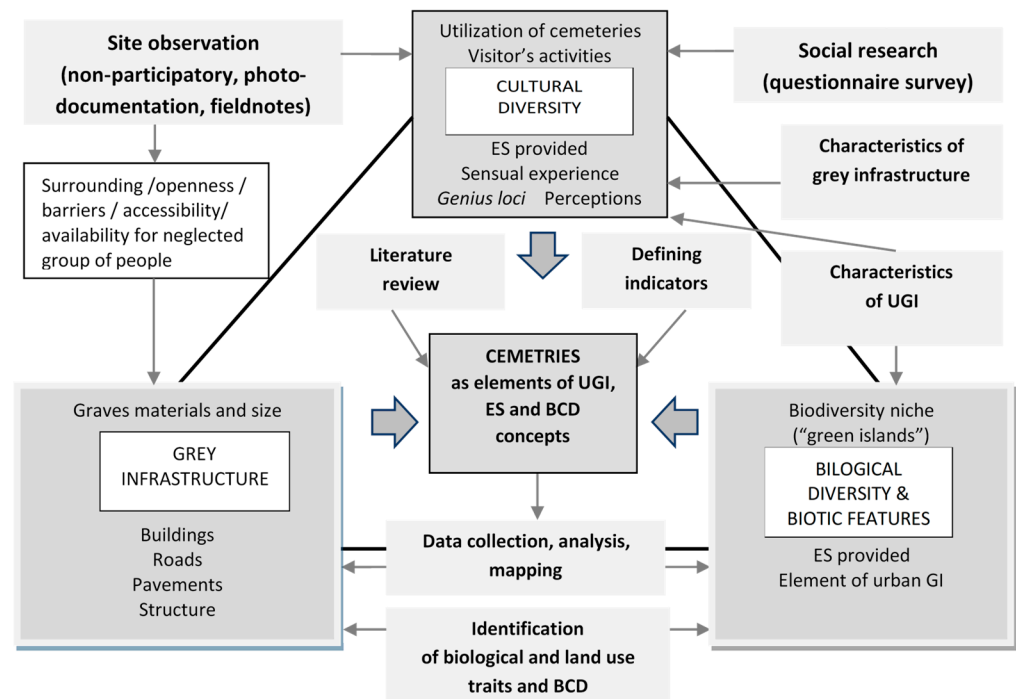 Site observation
(non-participatory, photo-
documentation, fieldnotes)
Utilization of cemeteries
Visitor's activities
CULTURAL
DIVERSITY
ES provided
Sensual experience
Genius loci Perceptions
Social research
(questionnaire survey)
Characteristics of
grey infrastructure
Surrounding /openness /
barriers / accessibility/
availability for neglected
group of people
Literature
review
Defining
indicators
Characteristics
of UGI
CEMETRIES
as elements of UGI,
ES and BCD
concepts
Graves materials and size
GREY
INFRASTRUCTURE
Buildings
Roads
Pavements
Structure
Biodiversity niche
(“green islands”)
BILOGICAL
DIVERSITY &
BIOTIC FEATURES
ES provided
Element of urban GI
Data collection, analysis,
mapping
Identification
of biological and land use
traits and BCD